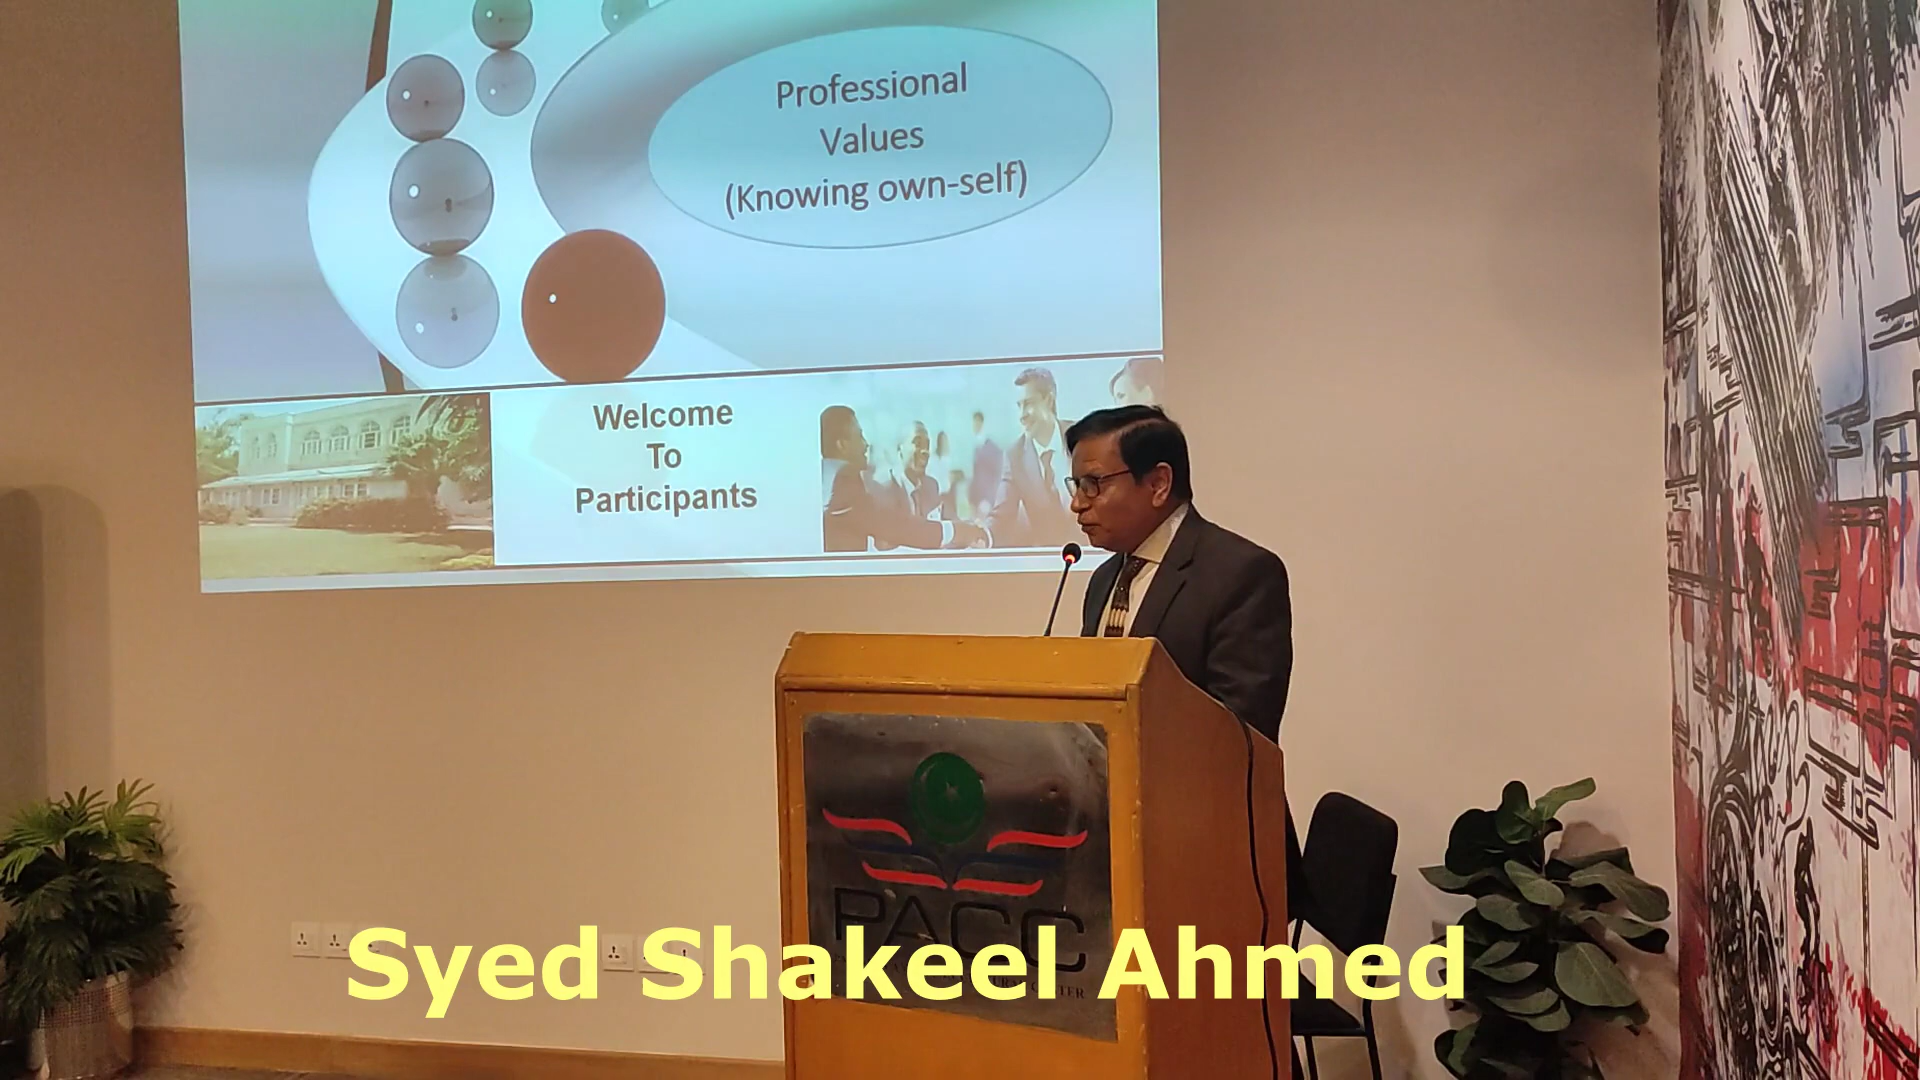 Professional
Values
(Knowing own-self)
Welcome
To
Participants
PACC
Syed Shakeel Ahmed